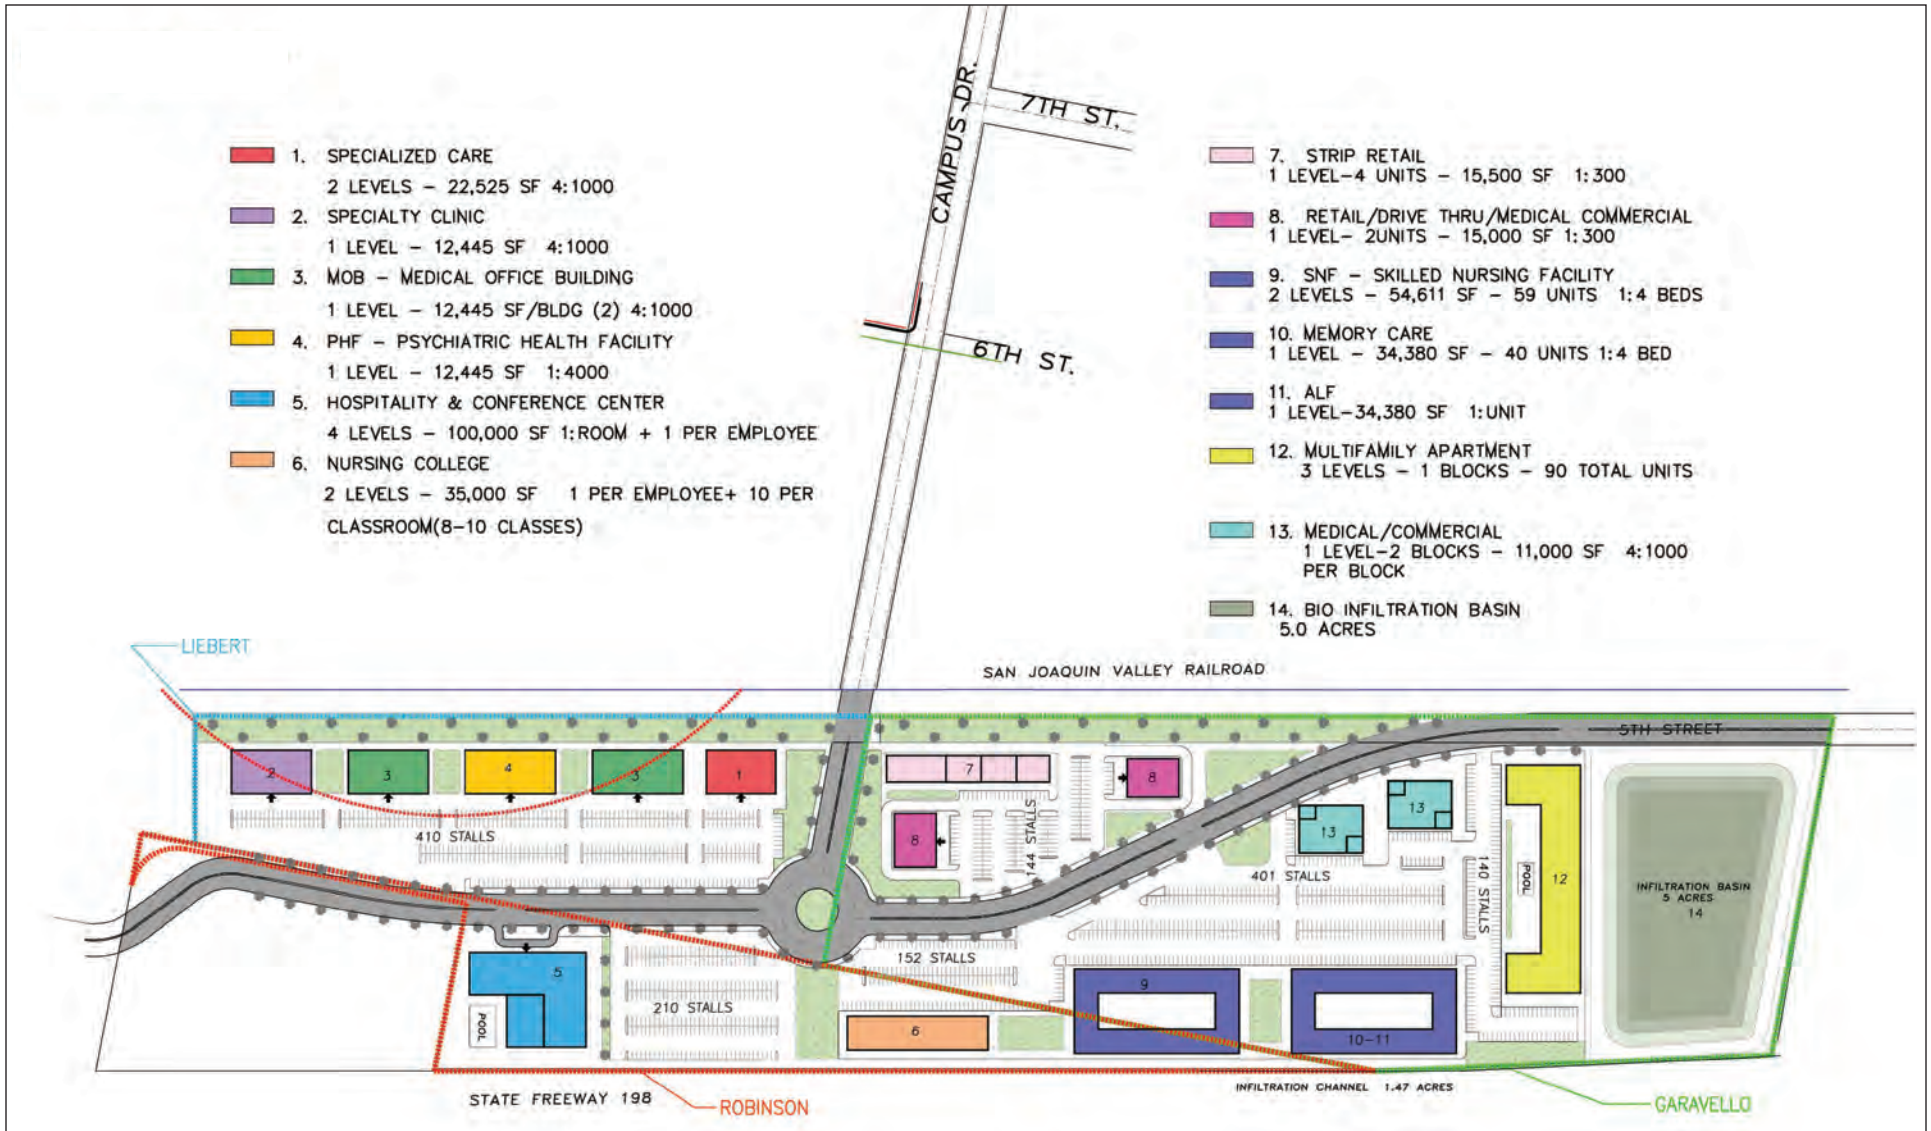 CAMPUS DR.
7TH ST.
6TH ST.
1. SPECIALIZED CARE
2 LEVELS - 22,525 SF 4:1000
2. SPECIALTY CLINIC
1 LEVEL - 12,445 SF 4:1000
3. MOB - MEDICAL OFFICE BUILDING
1 LEVEL - 12,445 SF/BLDG (2) 4:1000
4. PHF - PSYCHIATRIC HEALTH FACILITY
1 LEVEL - 12,445 SF 1:4000
5. HOSPITALITY & CONFERENCE CENTER
4 LEVELS - 100,000 SF 1:ROOM + 1 PER EMPLOYEE
6. NURSING COLLEGE
2 LEVELS - 35,000 SF 1 PER EMPLOYEE+ 10 PER
CLASSROOM(8-10 CLASSES)
7. STRIP RETAIL
1 LEVEL-4 UNITS - 15,500 SF 1:300
8. RETAIL/DRIVE THRU/MEDICAL COMMERCIAL
1 LEVEL- 2UNITS - 15,000 SF 1:300
9. SNF - SKILLED NURSING FACILITY
2 LEVELS - 54,611 SF - 59 UNITS 1:4 BEDS
10. MEMORY CARE
1 LEVEL - 34,380 SF - 40 UNITS 1:4 BED
11. ALF
1 LEVEL-34,380 SF 1:UNIT
12. MULTIFAMILY APARTMENT
3 LEVELS - 1 BLOCKS - 90 TOTAL UNITS
13. MEDICAL/COMMERCIAL
1 LEVEL-2 BLOCKS - 11,000 SF 4:1000
PER BLOCK
14. BIO INFILTRATION BASIN
5.0 ACRES
LIEBERT
SAN JOAQUIN VALLEY RAILROAD
5TH STREET
2
3
4
3
1
7
8
8
13
13
12
410 STALLS
144 STALLS
401 STALLS
140 STALLS
POOL
INFILTRATION BASIN
5 ACRES
14
152 STALLS
210 STALLS
5
POOL
6
9
10-11
STATE FREEWAY 198
ROBINSON
INFILTRATION CHANNEL 1.47 ACRES
GARAVELLO